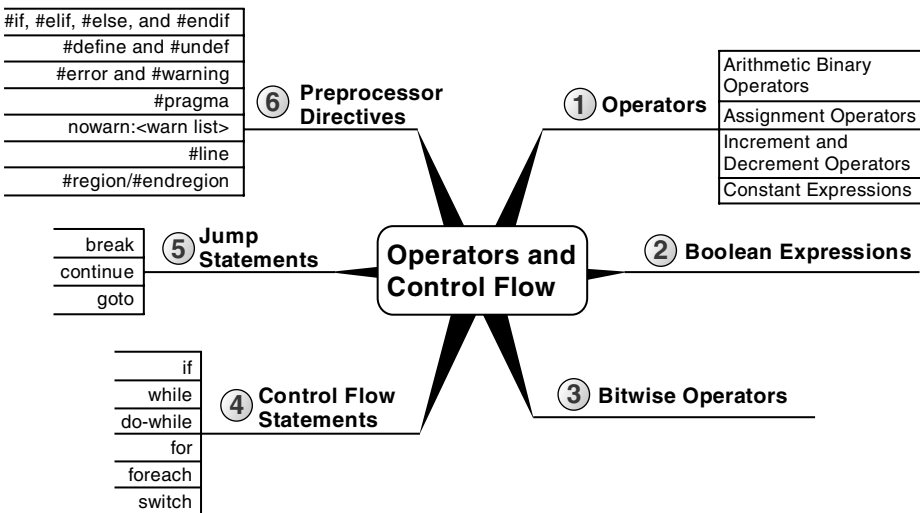 Operators and
Control Flow
1 Operators
Arithmetic Binary
Operators
Assignment Operators
Increment and
Decrement Operators
Constant Expressions
2 Boolean Expressions
3 Bitwise Operators
4 Control Flow
Statements
if
while
do-while
for
foreach
switch
5 Jump
Statements
break
continue
goto
6 Preprocessor
Directives
#if, #elif, #else, and #endif
#define and #undef
#error and #warning
#pragma
nowarn:<warn list>
#line
#region/#endregion